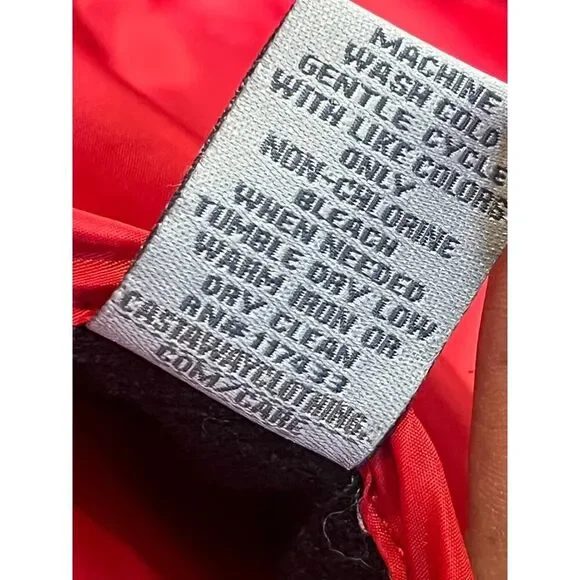 MACHINE
WASH COLD
GENTLE CYCLE
WITH LIKE COLORS
ONLY
NON-CHLORINE
BLEACH
WHEN NEEDED
TUMBLE DRY LOW
WARM IRON OR
DRY CLEAN
RN#117433
CASTAWAYCLOTHING.
COM/CARE